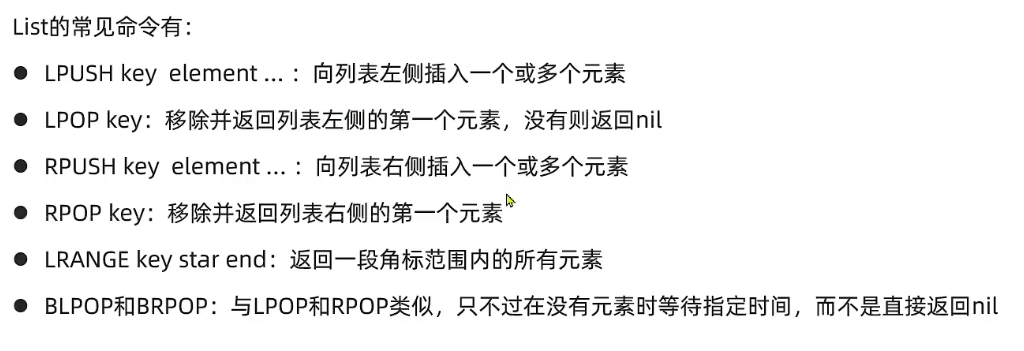 List的常见命令有：
● LPUSH key element ... ：向列表左侧插入一个或多个元素
● LPOP key：移除并返回列表左侧的第一个元素，没有则返回nil
● RPUSH key element ... ：向列表右侧插入一个或多个元素
● RPOP key：移除并返回列表右侧的第一个元素
● LRANGE key star end：返回一段角标范围内的所有元素
● BLPOP和BRPOP：与LPOP和RPOP类似，只不过在没有元素时等待指定时间，而不是直接返回nil